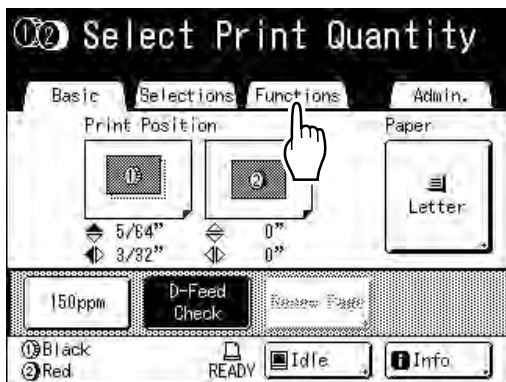 ①② Select Print Quantity
Basic Selections Functions Admin.
Print Position Paper
① ②
Letter
5/64” 0”
3/32” 0”
150ppm D-Feed Check Renew Page
①Black
②Red READY Idle Info